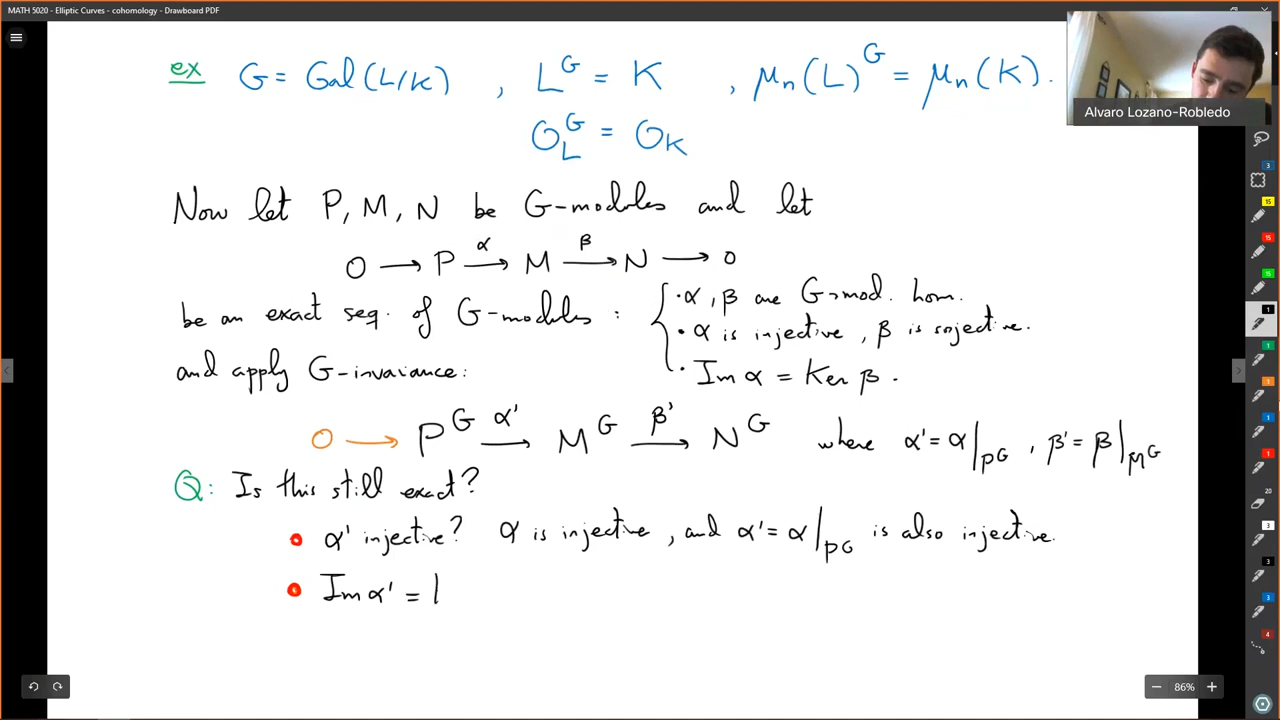 MATH 5020 - Elliptic Curves - cohomology - Drawboard PDF
Alvaro Lozano-Robledo
ex G = Gal(L/K) , L^G = K , μₙ(L)^G = μₙ(K).
O_L^G = O_K
Now let P, M, N be G-modules and let
0 → P →^α M →^β N → 0
be an exact seq. of G-modules : { · α, β are G-mod. hom.
· α is injective, β is surjective.
and apply G-invariance: · Im α = Ker β .
0 → P^G →^α' M^G →^β' N^G where α' = α|_P^G , β' = β|_M^G
Q: Is this still exact?
• α' injective? α is injective, and α' = α|_P^G is also injective.
• Im α' =
86%